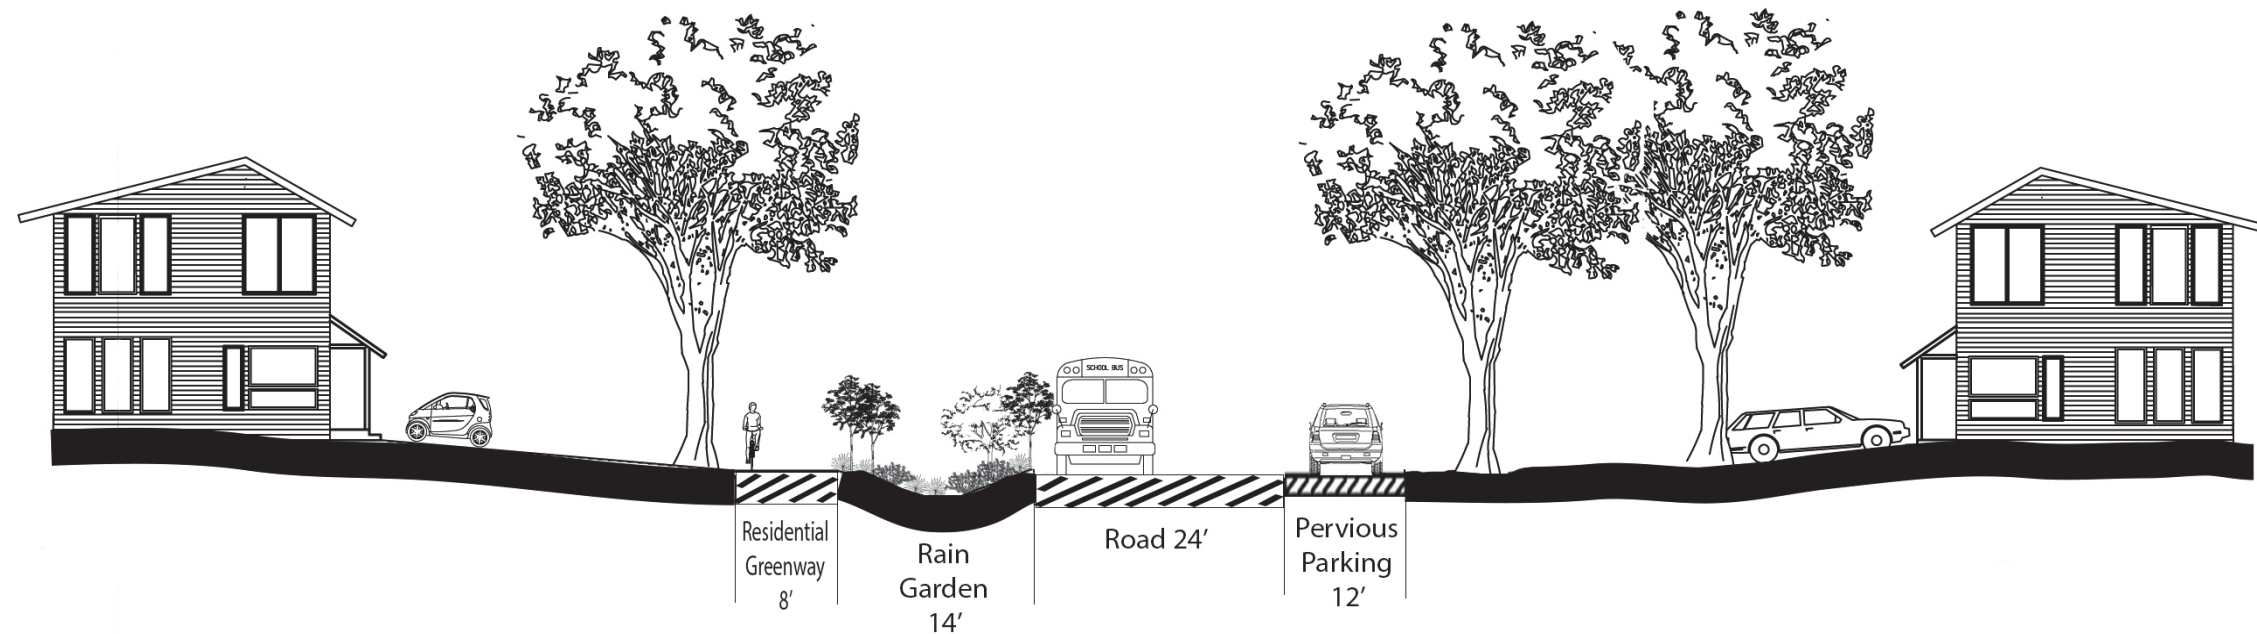 SCHOOL BUS
Residential
Greenway
8'
Rain
Garden
14'
Road 24'
Pervious
Parking
12'